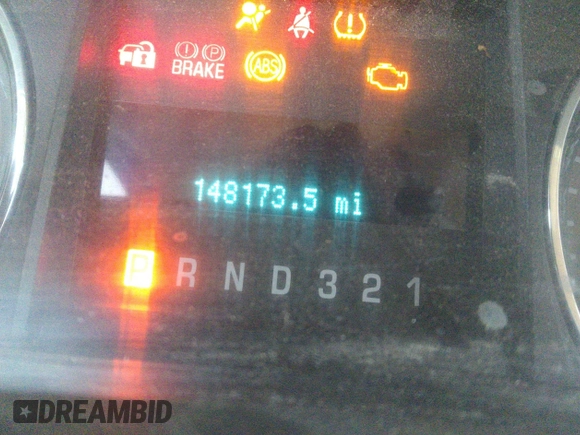 BRAKE ABS
148173.5 mi
P R N D 3 2 1
DREAMBID